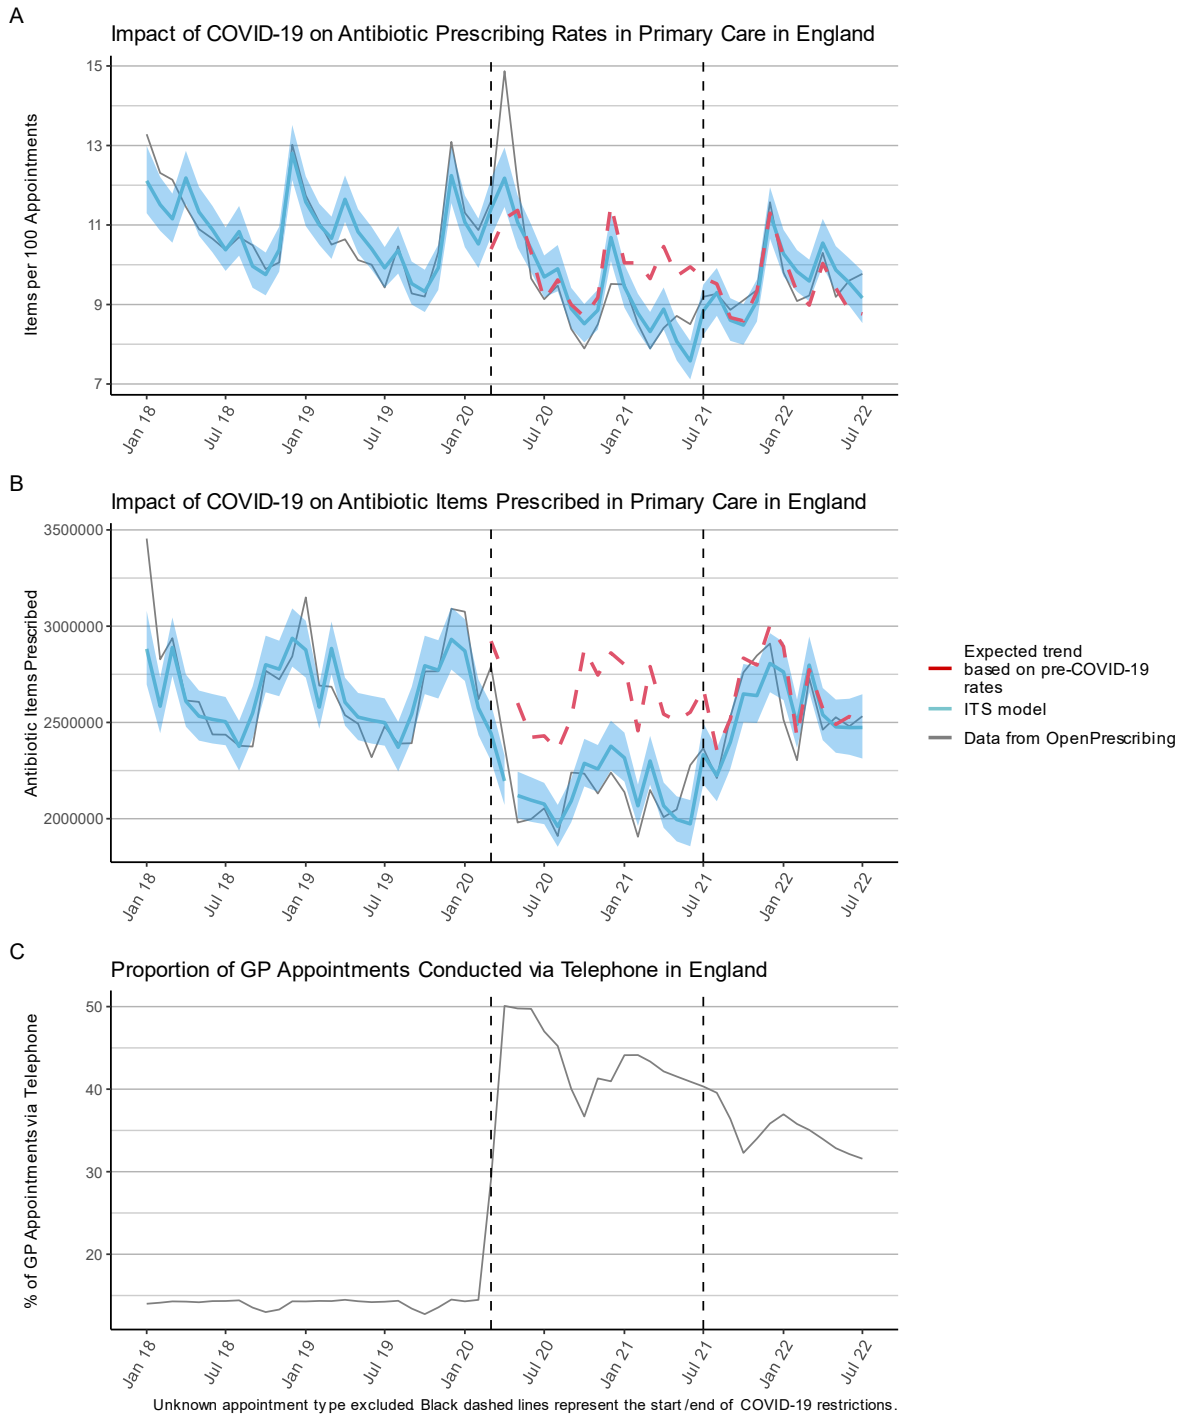 A
Impact of COVID-19 on Antibiotic Prescribing Rates in Primary Care in England
Items per 100 Appointments
15
13
11
9
7
Jan 18
Jul 18
Jan 19
Jul 19
Jan 20
Jul 20
Jan 21
Jul 21
Jan 22
Jul 22
B
Impact of COVID-19 on Antibiotic Items Prescribed in Primary Care in England
Antibiotic Items Prescribed
3500000
3000000
2500000
2000000
Jan 18
Jul 18
Jan 19
Jul 19
Jan 20
Jul 20
Jan 21
Jul 21
Jan 22
Jul 22
Expected trend
based on pre-COVID-19
rates
ITS model
Data from OpenPrescribing
C
Proportion of GP Appointments Conducted via Telephone in England
% of GP Appointments via Telephone
50
40
30
20
Jan 18
Jul 18
Jan 19
Jul 19
Jan 20
Jul 20
Jan 21
Jul 21
Jan 22
Jul 22
Unknown appointment type excluded. Black dashed lines represent the start/end of COVID-19 restrictions.